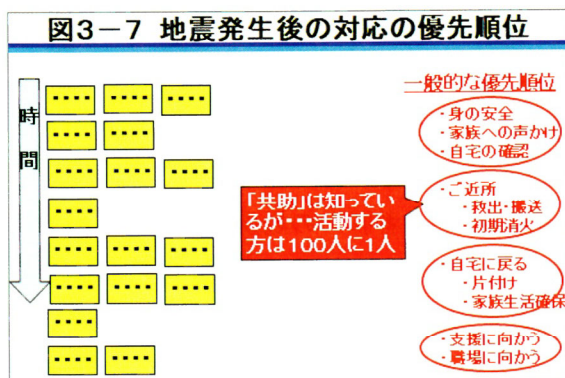 図3－7 地震発生後の対応の優先順位
時間
‥‥ ‥‥ ‥‥
‥‥ ‥‥
‥‥ ‥‥ ‥‥
‥‥
‥‥ ‥‥ ‥‥
‥‥ ‥‥ ‥‥
‥‥
‥‥ ‥‥
一般的な優先順位
・身の安全
・家族への声かけ
・自宅の確認
「共助」は知ってい
るが・・・活動する
方は100人に1人
・ご近所
・救出・搬送
・初期消火
・自宅に戻る
・片付け
・家族生活確保
・支援に向かう
・職場に向かう